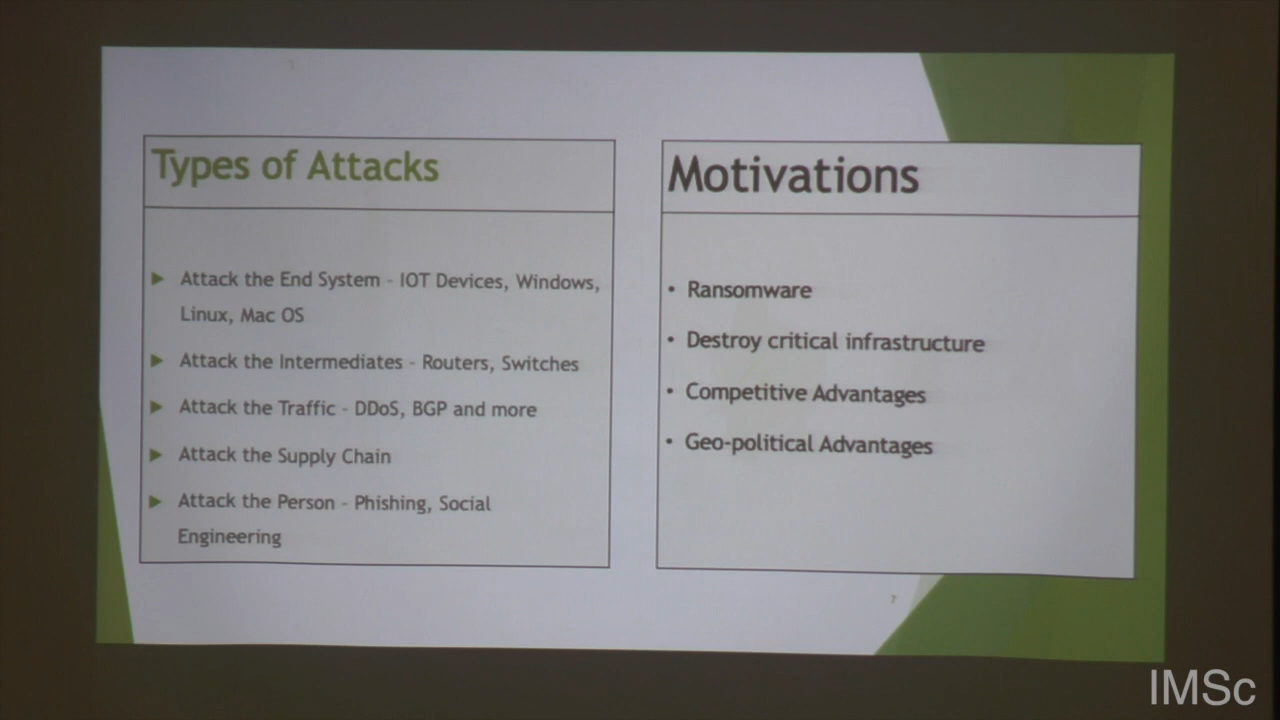 Types of Attacks
Attack the End System - IOT Devices, Windows,
Linux, Mac OS
Attack the Intermediates - Routers, Switches
Attack the Traffic - DDoS, BGP and more
Attack the Supply Chain
Attack the Person - Phishing, Social
Engineering
Motivations
• Ransomware
• Destroy critical infrastructure
• Competitive Advantages
• Geo-political Advantages
7
IMSc